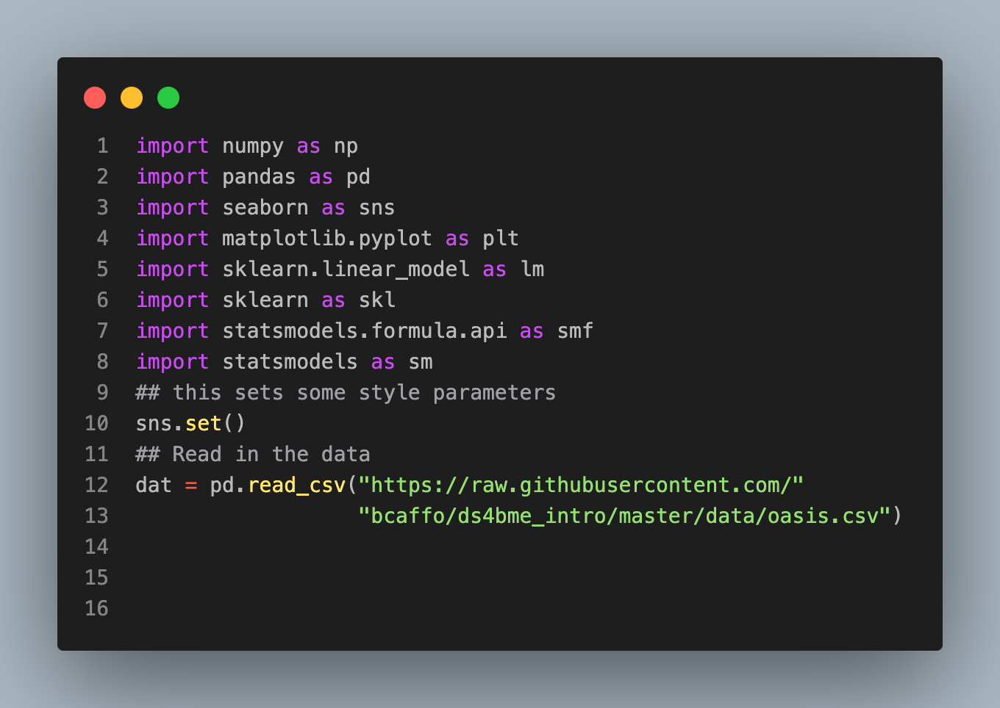 1 import numpy as np
2 import pandas as pd
3 import seaborn as sns
4 import matplotlib.pyplot as plt
5 import sklearn.linear_model as lm
6 import sklearn as skl
7 import statsmodels.formula.api as smf
8 import statsmodels as sm
9 ## this sets some style parameters
10 sns.set()
11 ## Read in the data
12 dat = pd.read_csv("https://raw.githubusercontent.com/"
13                   "bcaffo/ds4bme_intro/master/data/oasis.csv")
14
15
16